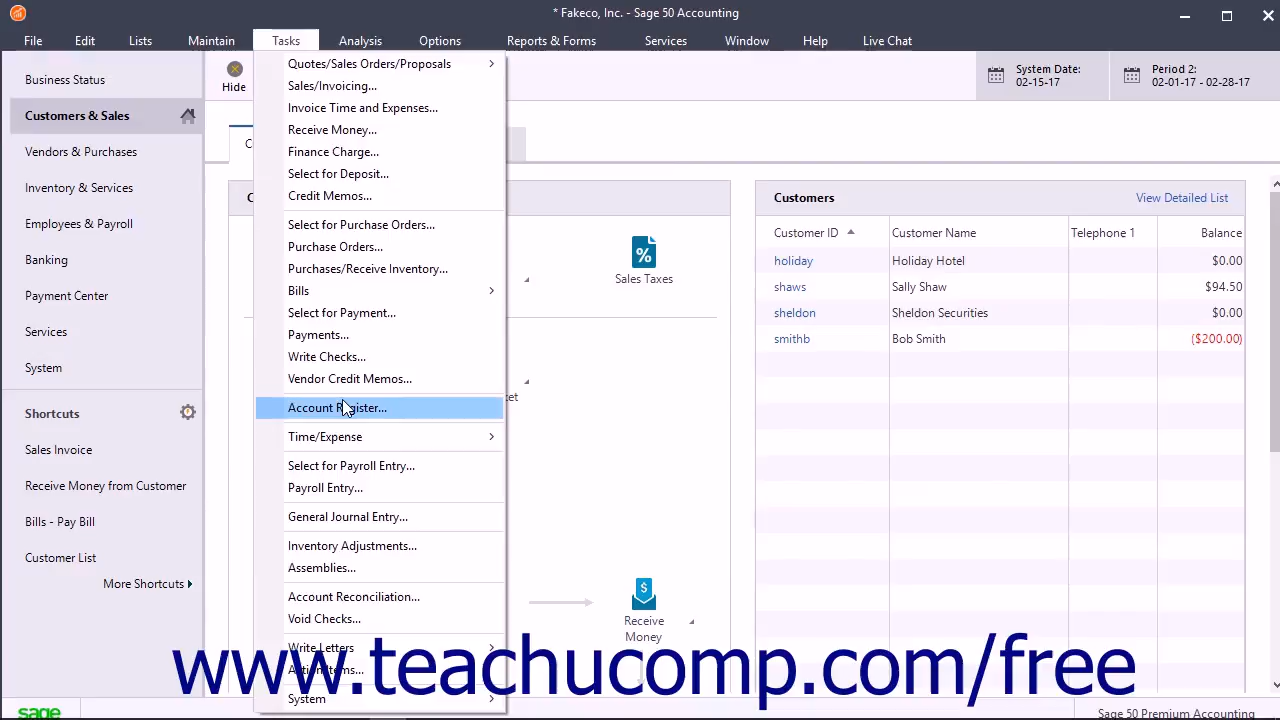 * Fakeco, Inc. - Sage 50 Accounting
File Edit Lists Maintain Tasks Analysis Options Reports & Forms Services Window Help Live Chat
Business Status
Customers & Sales
Vendors & Purchases
Inventory & Services
Employees & Payroll
Banking
Payment Center
Services
System
Shortcuts
Sales Invoice
Receive Money from Customer
Bills - Pay Bill
Customer List
More Shortcuts
sage
Hide
Quotes/Sales Orders/Proposals
Sales/Invoicing...
Invoice Time and Expenses...
Receive Money...
Finance Charge...
Select for Deposit...
Credit Memos...
Select for Purchase Orders...
Purchase Orders...
Purchases/Receive Inventory...
Bills
Select for Payment...
Payments...
Write Checks...
Vendor Credit Memos...
Account Register...
Time/Expense
Select for Payroll Entry...
Payroll Entry...
General Journal Entry...
Inventory Adjustments...
Assemblies...
Account Reconciliation...
Void Checks...
Write Letters
System
System Date:
02-15-17
Period 2:
02-01-17 - 02-28-17
Sales Taxes
Receive
Money
Customers View Detailed List
Customer ID Customer Name Telephone 1 Balance
holiday Holiday Hotel $0.00
shaws Sally Shaw $94.50
sheldon Sheldon Securities $0.00
smithb Bob Smith ($200.00)
www.teachucomp.com/free
Sage 50 Premium Accounting